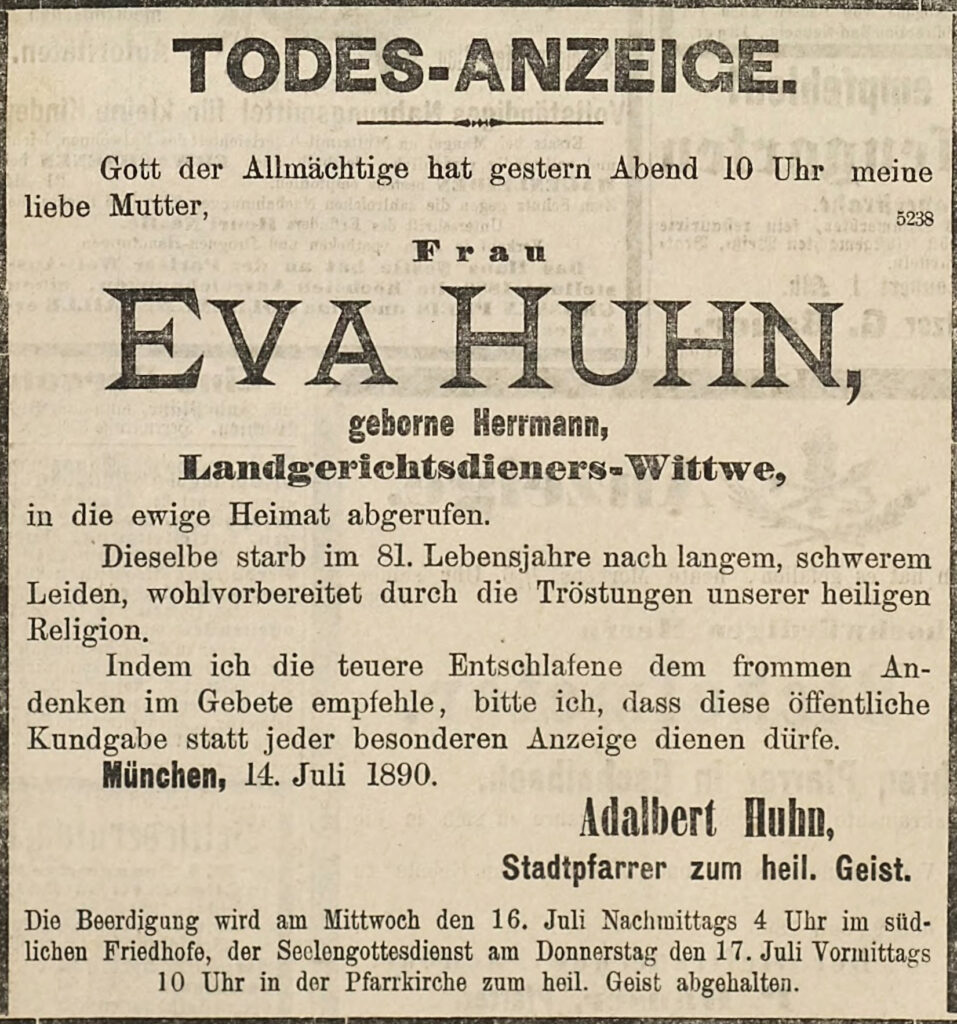 TODES-ANZEIGE.
Gott der Allmächtige hat gestern Abend 10 Uhr meine
liebe Mutter,
5238
Frau
EVA HUHN,
geborne Herrmann,
Landgerichtsdieners-Wittwe,
in die ewige Heimat abgerufen.
Dieselbe starb im 81. Lebensjahre nach langem, schwerem
Leiden, wohlvorbereitet durch die Tröstungen unserer heiligen
Religion.
Indem ich die teuere Entschlafene dem frommen An-
denken im Gebete empfehle, bitte ich, dass diese öffentliche
Kundgabe statt jeder besonderen Anzeige dienen dürfe.
München, 14. Juli 1890.
Adalbert Huhn,
Stadtpfarrer zum heil. Geist.
Die Beerdigung wird am Mittwoch den 16. Juli Nachmittags 4 Uhr im süd-
lichen Friedhofe, der Seelengottesdienst am Donnerstag den 17. Juli Vormittags
10 Uhr in der Pfarrkirche zum heil. Geist abgehalten.